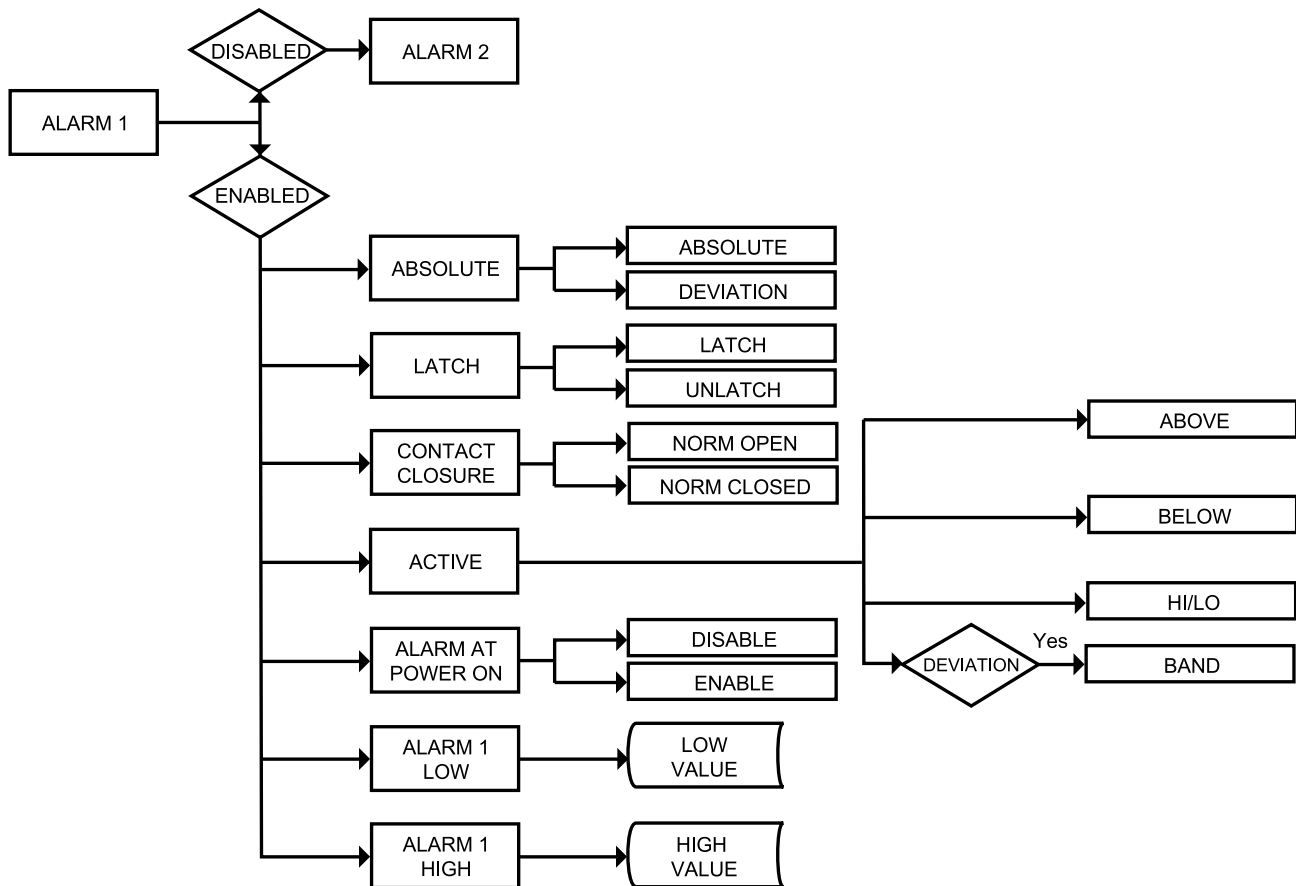 DISABLED
ALARM 2
ALARM 1
ENABLED
ABSOLUTE
ABSOLUTE
DEVIATION
LATCH
LATCH
UNLATCH
CONTACT
CLOSURE
NORM OPEN
NORM CLOSED
ACTIVE
ABOVE
BELOW
HI/LO
DEVIATION
Yes
BAND
ALARM AT
POWER ON
DISABLE
ENABLE
ALARM 1
LOW
LOW
VALUE
ALARM 1
HIGH
HIGH
VALUE